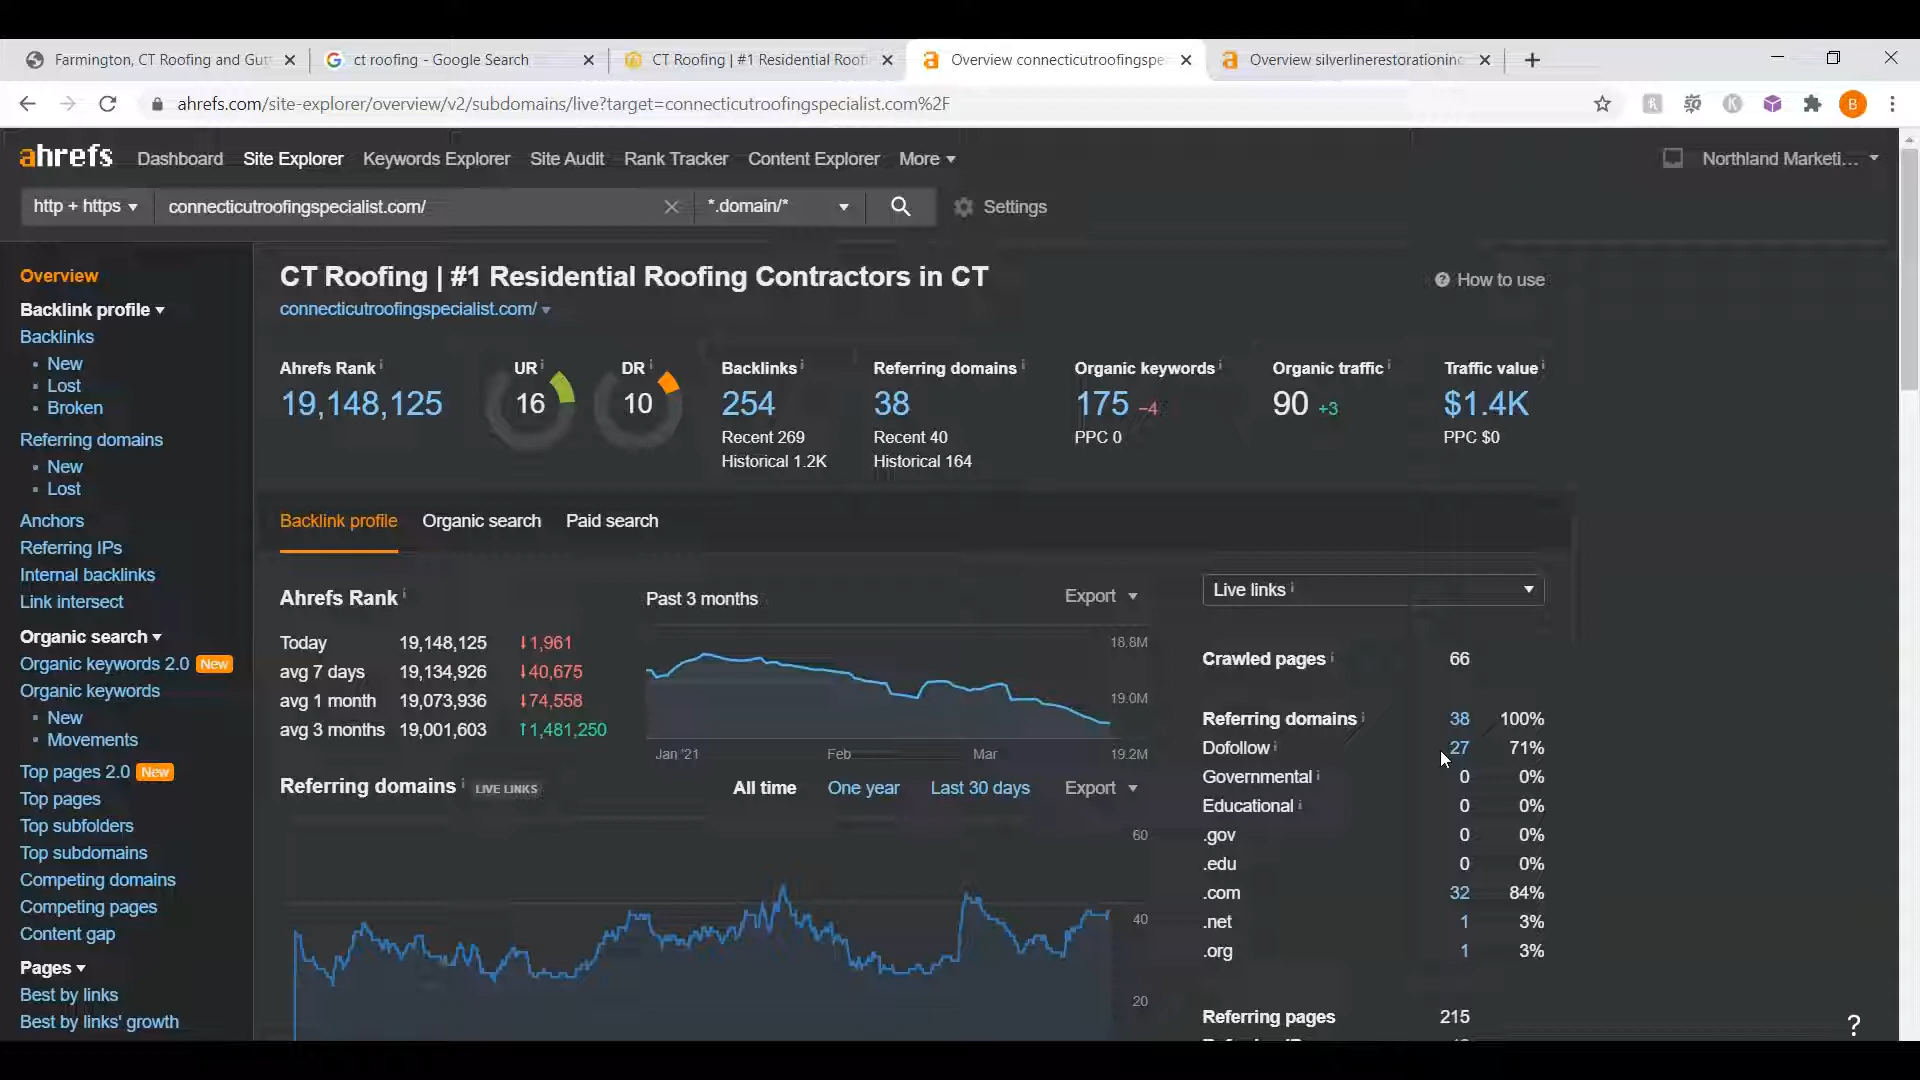 Farmington, CT Roofing and Gut
ct roofing - Google Search
CT Roofing | #1 Residential Roofi
Overview connecticutroofingspe
Overview silverlinerestorationinc
ahrefs.com/site-explorer/overview/v2/subdomains/live?target=connecticutroofingspecialist.com%2F
B
ahrefs
Dashboard
Site Explorer
Keywords Explorer
Site Audit
Rank Tracker
Content Explorer
More
Northland Marketi...
http + https
connecticutroofingspecialist.com/
*.domain/*
Settings
Overview
Backlink profile
Backlinks
New
Lost
Broken
Referring domains
New
Lost
Anchors
Referring IPs
Internal backlinks
Link intersect
Organic search
Organic keywords 2.0 New
Organic keywords
New
Movements
Top pages 2.0 New
Top pages
Top subfolders
Top subdomains
Competing domains
Competing pages
Content gap
Pages
Best by links
Best by links' growth
CT Roofing | #1 Residential Roofing Contractors in CT
How to use
connecticutroofingspecialist.com/
Ahrefs Rank
19,148,125
UR
16
DR
10
Backlinks
254
Recent 269
Historical 1.2K
Referring domains
38
Recent 40
Historical 164
Organic keywords
175 –4
PPC 0
Organic traffic
90 +3
Traffic value
$1.4K
PPC $0
Backlink profile
Organic search
Paid search
Ahrefs Rank
Today 19,148,125 ↓1,961
avg 7 days 19,134,926 ↓40,675
avg 1 month 19,073,936 ↓74,558
avg 3 months 19,001,603 ↑1,481,250
Past 3 months
Export
18.8M
19.0M
19.2M
Jan '21
Feb
Mar
Referring domains LIVE LINKS
All time
One year
Last 30 days
Export
60
40
20
Live links
Crawled pages 66
Referring domains 38 100%
Dofollow 27 71%
Governmental 0 0%
Educational 0 0%
.gov 0 0%
.edu 0 0%
.com 32 84%
.net 1 3%
.org 1 3%
Referring pages 215
?